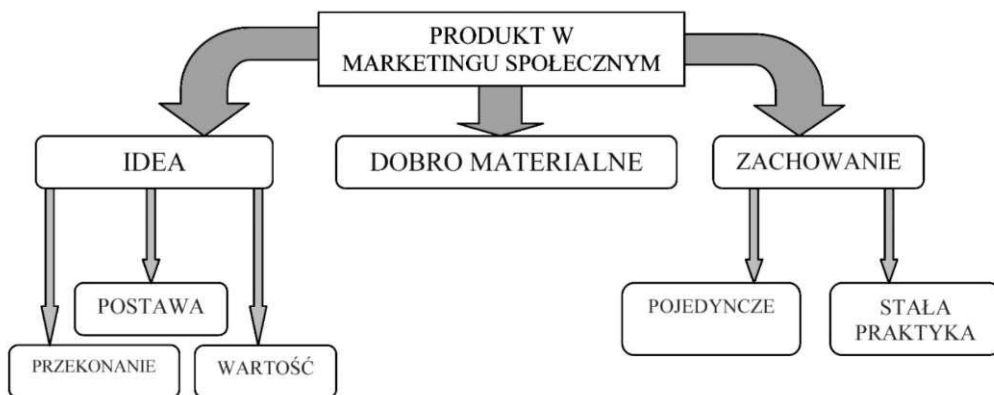 PRODUKT W
MARKETINGU SPOŁECZNYM
IDEA
DOBRO MATERIALNE
ZACHOWANIE
POSTAWA
POJEDYNCZE
STAŁA
PRAKTYKA
PRZEKONANIE
WARTOŚĆ